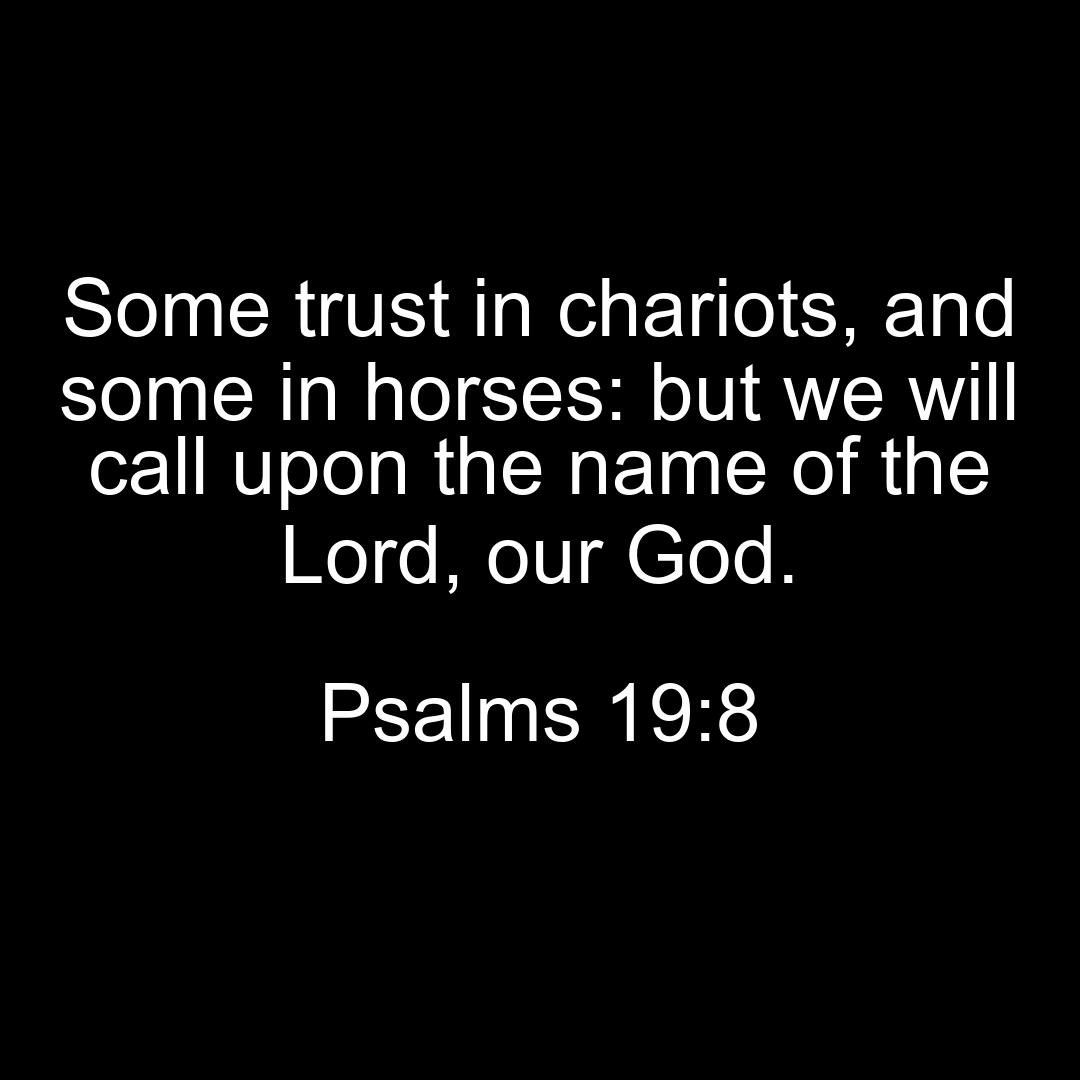 Some trust in chariots, and
some in horses: but we will
call upon the name of the
Lord, our God.
Psalms 19:8